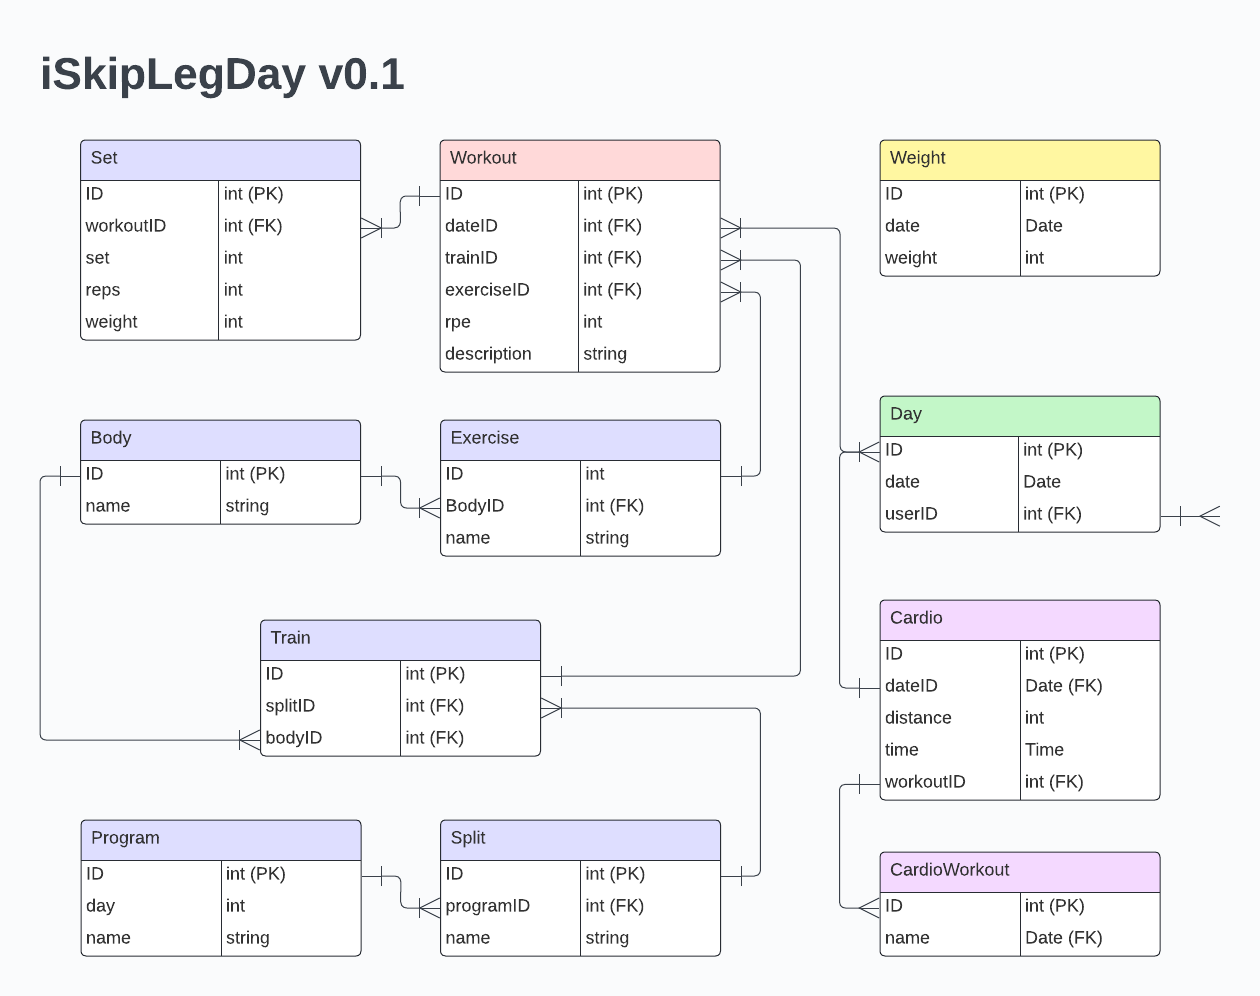 iSkipLegDay v0.1
Set
ID int (PK)
workoutID int (FK)
set int
reps int
weight int
Workout
ID int (PK)
dateID int (FK)
trainID int (FK)
exerciseID int (FK)
rpe int
description string
Weight
ID int (PK)
date Date
weight int
Body
ID int (PK)
name string
Exercise
ID int
BodyID int (FK)
name string
Day
ID int (PK)
date Date
userID int (FK)
Train
ID int (PK)
splitID int (FK)
bodyID int (FK)
Cardio
ID int (PK)
dateID Date (FK)
distance int
time Time
workoutID int (FK)
Program
ID int (PK)
day int
name string
Split
ID int (PK)
programID int (FK)
name string
CardioWorkout
ID int (PK)
name Date (FK)